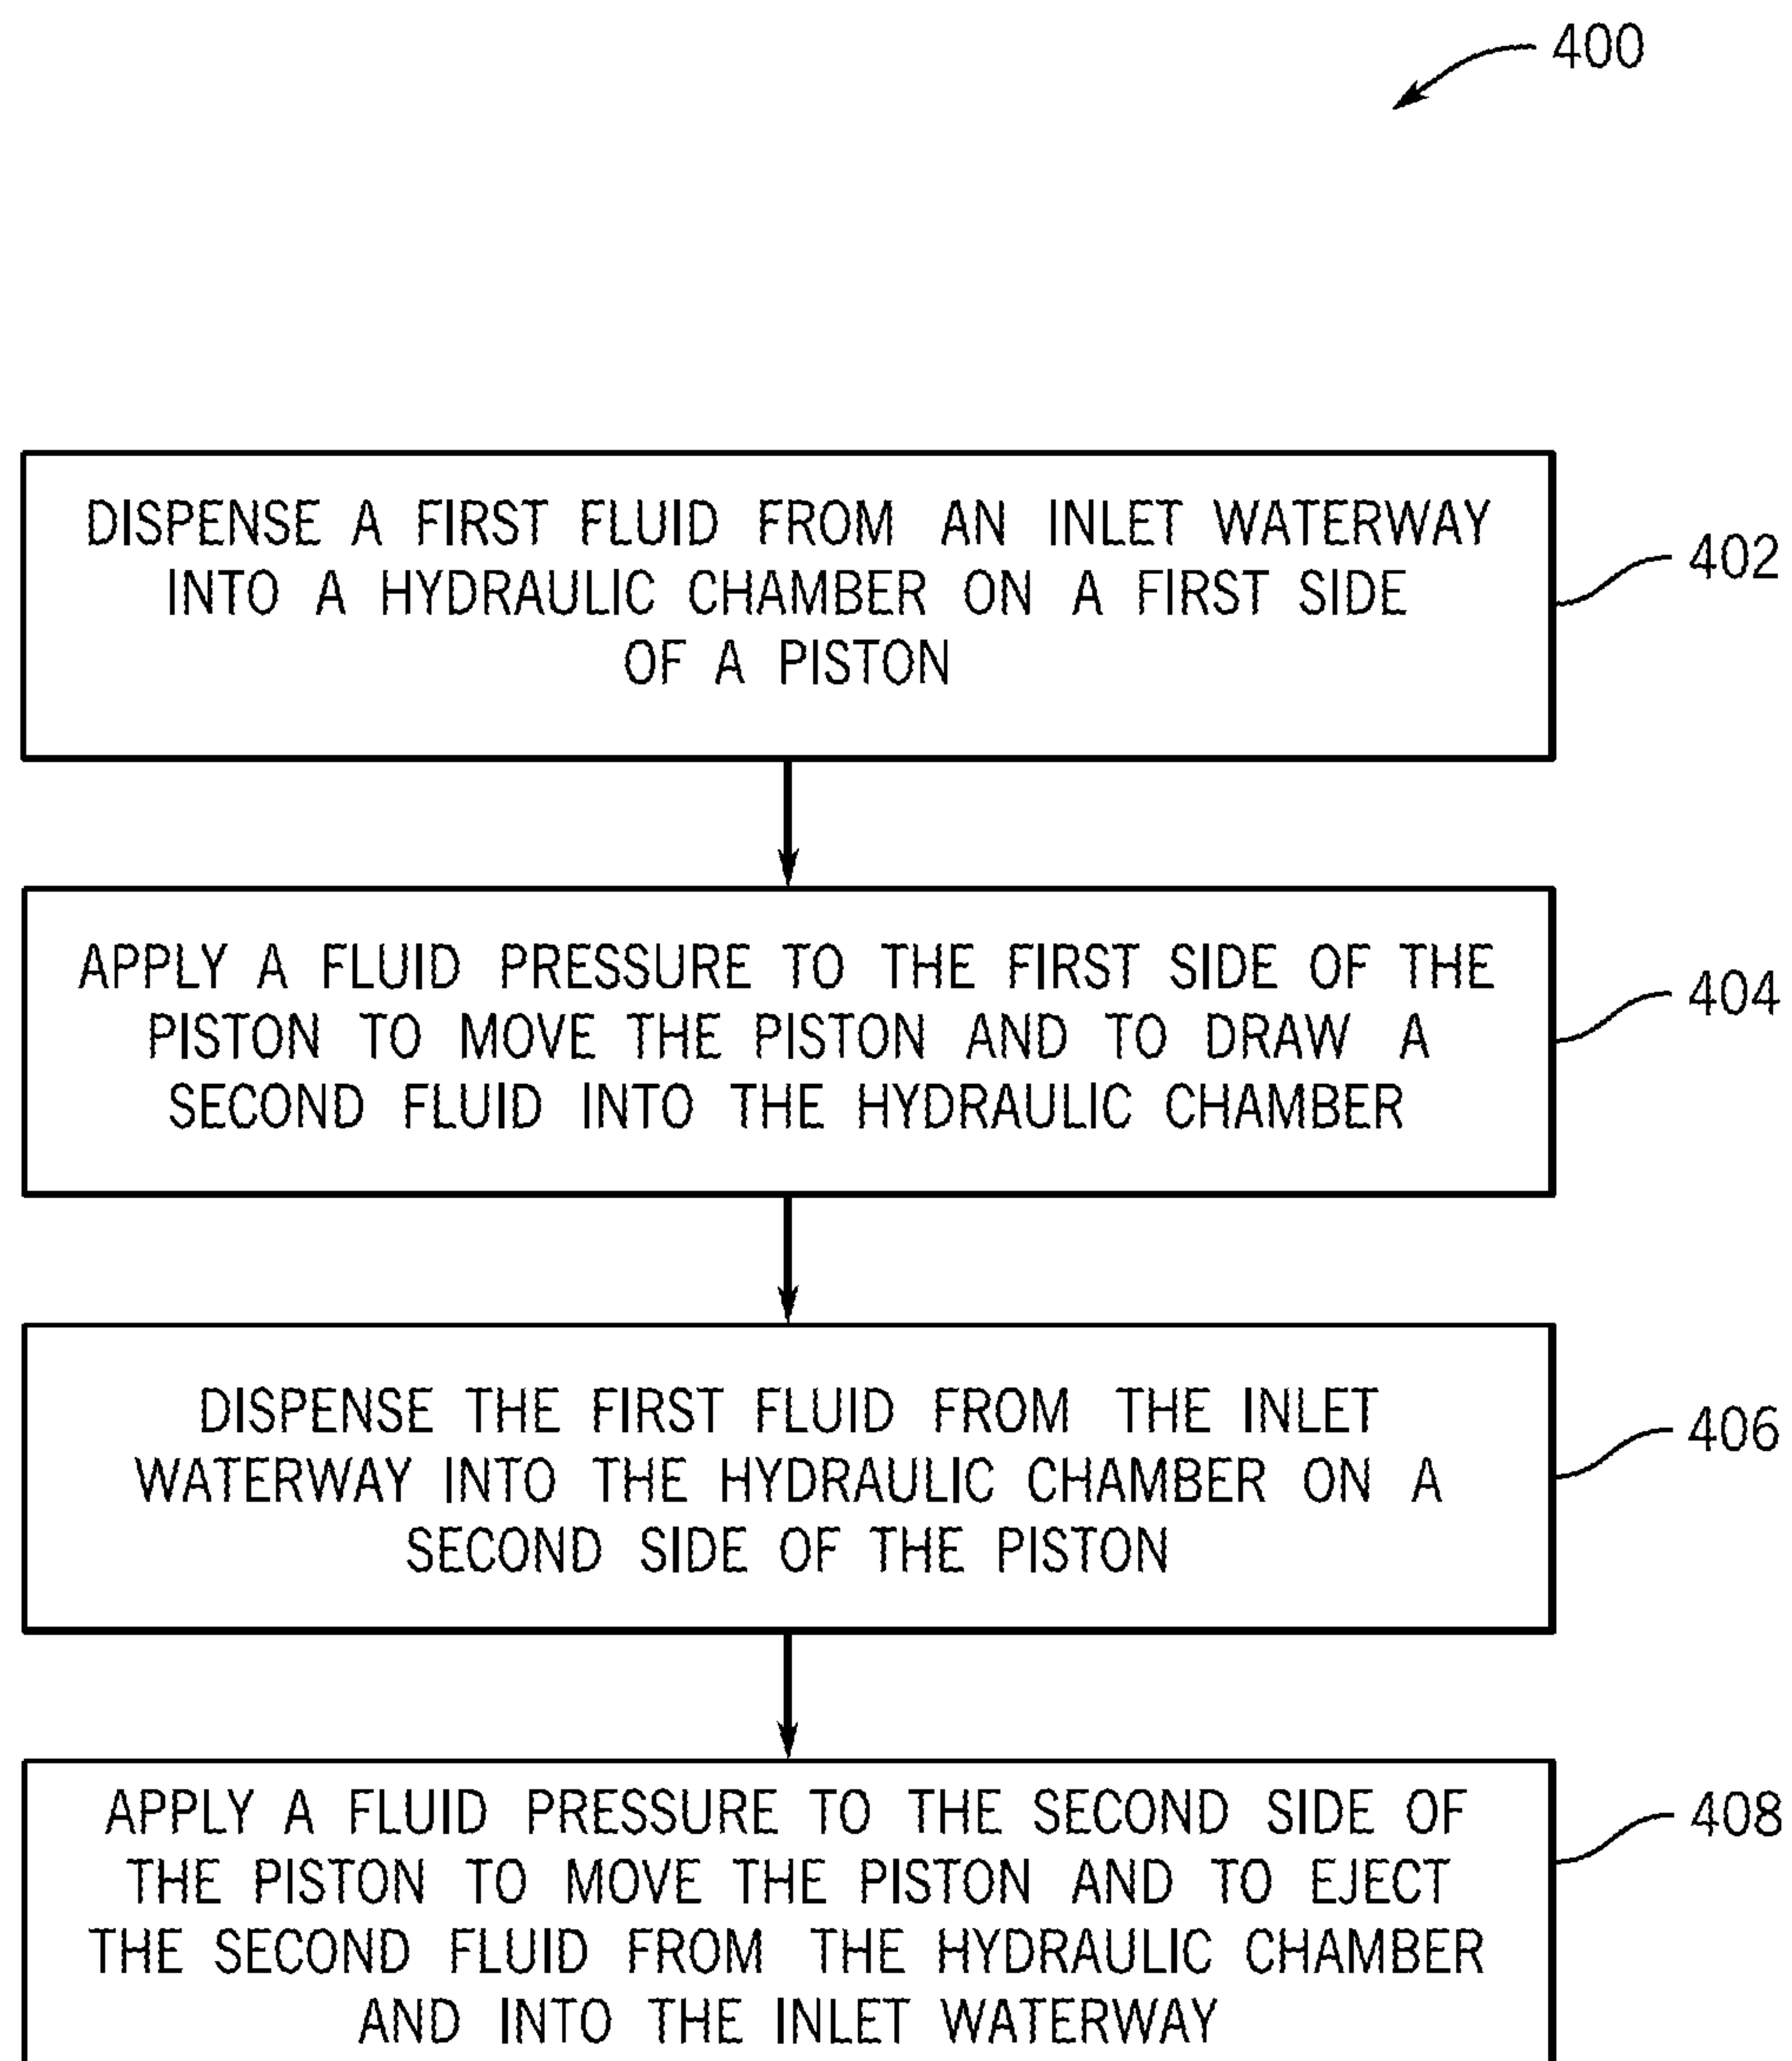 400
DISPENSE A FIRST FLUID FROM AN INLET WATERWAY
INTO A HYDRAULIC CHAMBER ON A FIRST SIDE
OF A PISTON
402
APPLY A FLUID PRESSURE TO THE FIRST SIDE OF THE
PISTON TO MOVE THE PISTON AND TO DRAW A
SECOND FLUID INTO THE HYDRAULIC CHAMBER
404
DISPENSE THE FIRST FLUID FROM THE INLET
WATERWAY INTO THE HYDRAULIC CHAMBER ON A
SECOND SIDE OF THE PISTON
406
APPLY A FLUID PRESSURE TO THE SECOND SIDE OF
THE PISTON TO MOVE THE PISTON AND TO EJECT
THE SECOND FLUID FROM THE HYDRAULIC CHAMBER
AND INTO THE INLET WATERWAY
408